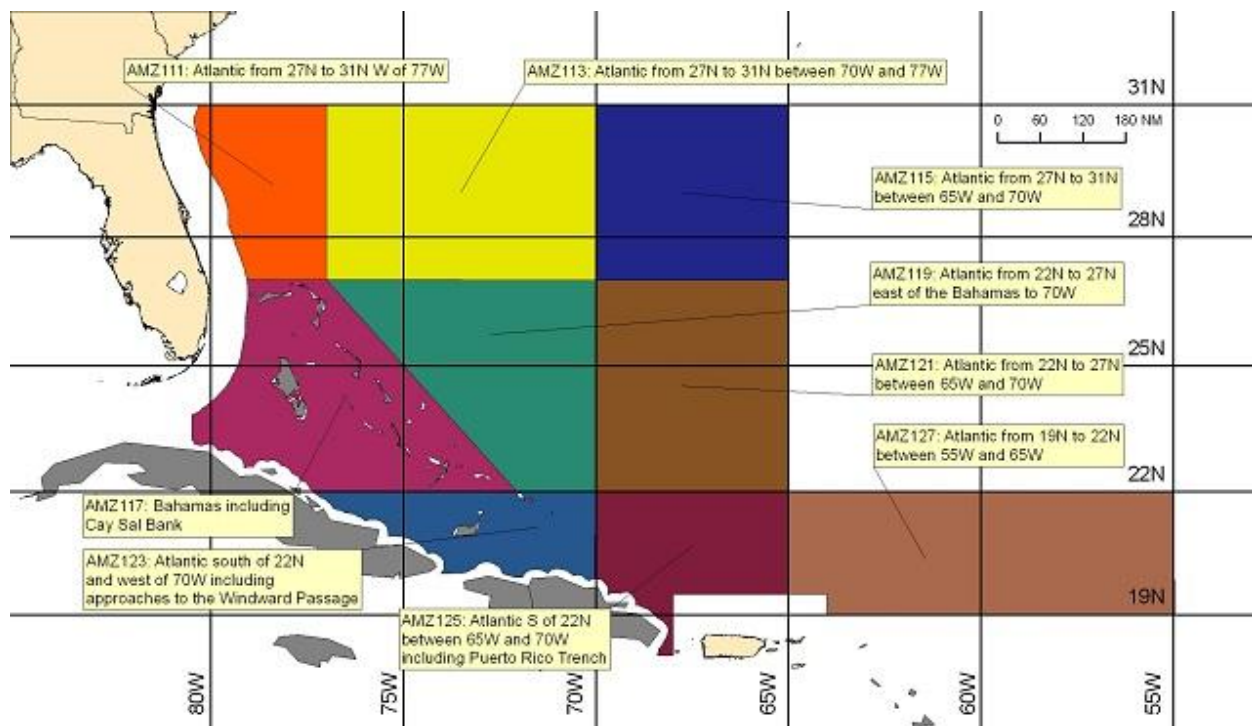 AMZ111: Atlantic from 27N to 31N W of 77W
AMZ113: Atlantic from 27N to 31N between 70W and 77W
31N
0 60 120 180 NM
AMZ115: Atlantic from 27N to 31N
between 65W and 70W
28N
AMZ119: Atlantic from 22N to 27N
east of the Bahamas to 70W
25N
AMZ121: Atlantic from 22N to 27N
between 65W and 70W
AMZ127: Atlantic from 19N to 22N
between 55W and 65W
22N
AMZ117: Bahamas including
Cay Sal Bank
AMZ123: Atlantic south of 22N
and west of 70W including
approaches to the Windward Passage
19N
AMZ125: Atlantic S of 22N
between 65W and 70W
including Puerto Rico Trench
80W
75W
70W
65W
60W
55W